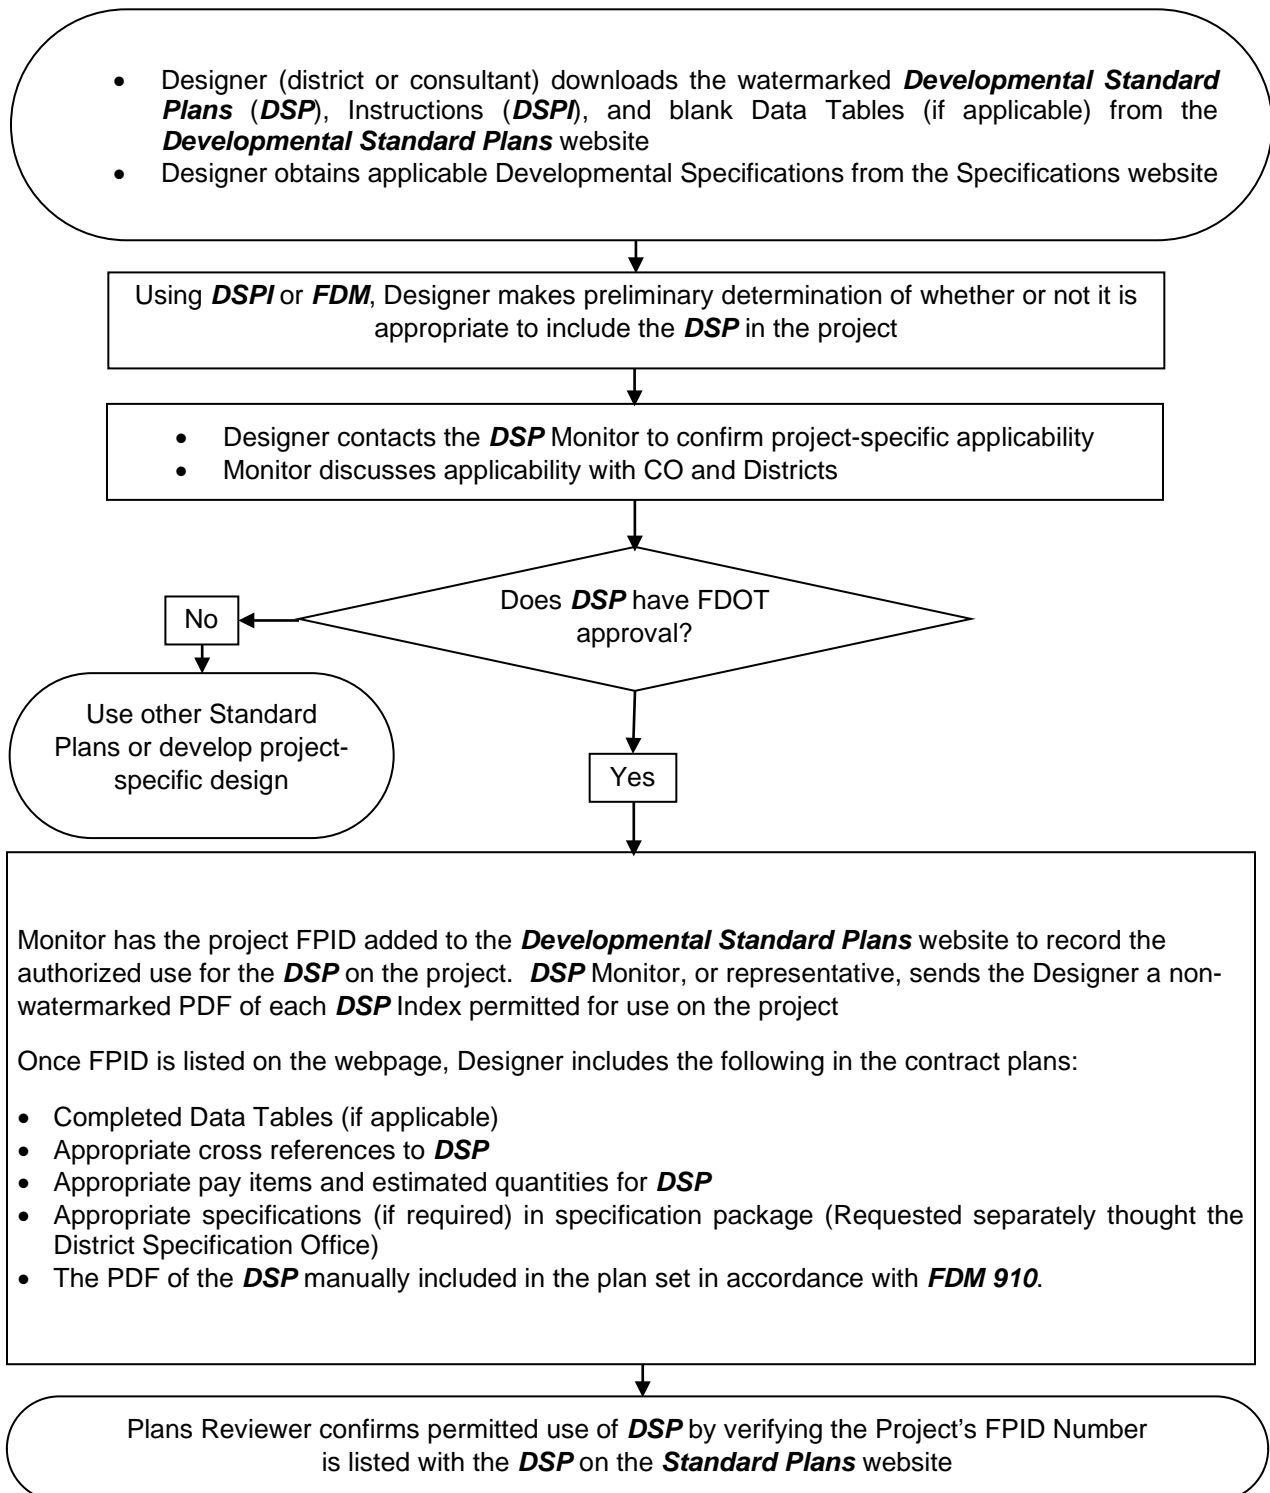 • Designer (district or consultant) downloads the watermarked Developmental Standard
Plans (DSP), Instructions (DSPI), and blank Data Tables (if applicable) from the
Developmental Standard Plans website
• Designer obtains applicable Developmental Specifications from the Specifications website
Using DSPI or FDM, Designer makes preliminary determination of whether or not it is
appropriate to include the DSP in the project
• Designer contacts the DSP Monitor to confirm project-specific applicability
• Monitor discusses applicability with CO and Districts
Does DSP have FDOT
approval?
No
Use other Standard
Plans or develop project-
specific design
Yes
Monitor has the project FPID added to the Developmental Standard Plans website to record the
authorized use for the DSP on the project.  DSP Monitor, or representative, sends the Designer a non-
watermarked PDF of each DSP Index permitted for use on the project
Once FPID is listed on the webpage, Designer includes the following in the contract plans:
• Completed Data Tables (if applicable)
• Appropriate cross references to DSP
• Appropriate pay items and estimated quantities for DSP
• Appropriate specifications (if required) in specification package (Requested separately thought the
District Specification Office)
• The PDF of the DSP manually included in the plan set in accordance with FDM 910.
Plans Reviewer confirms permitted use of DSP by verifying the Project's FPID Number
is listed with the DSP on the Standard Plans website